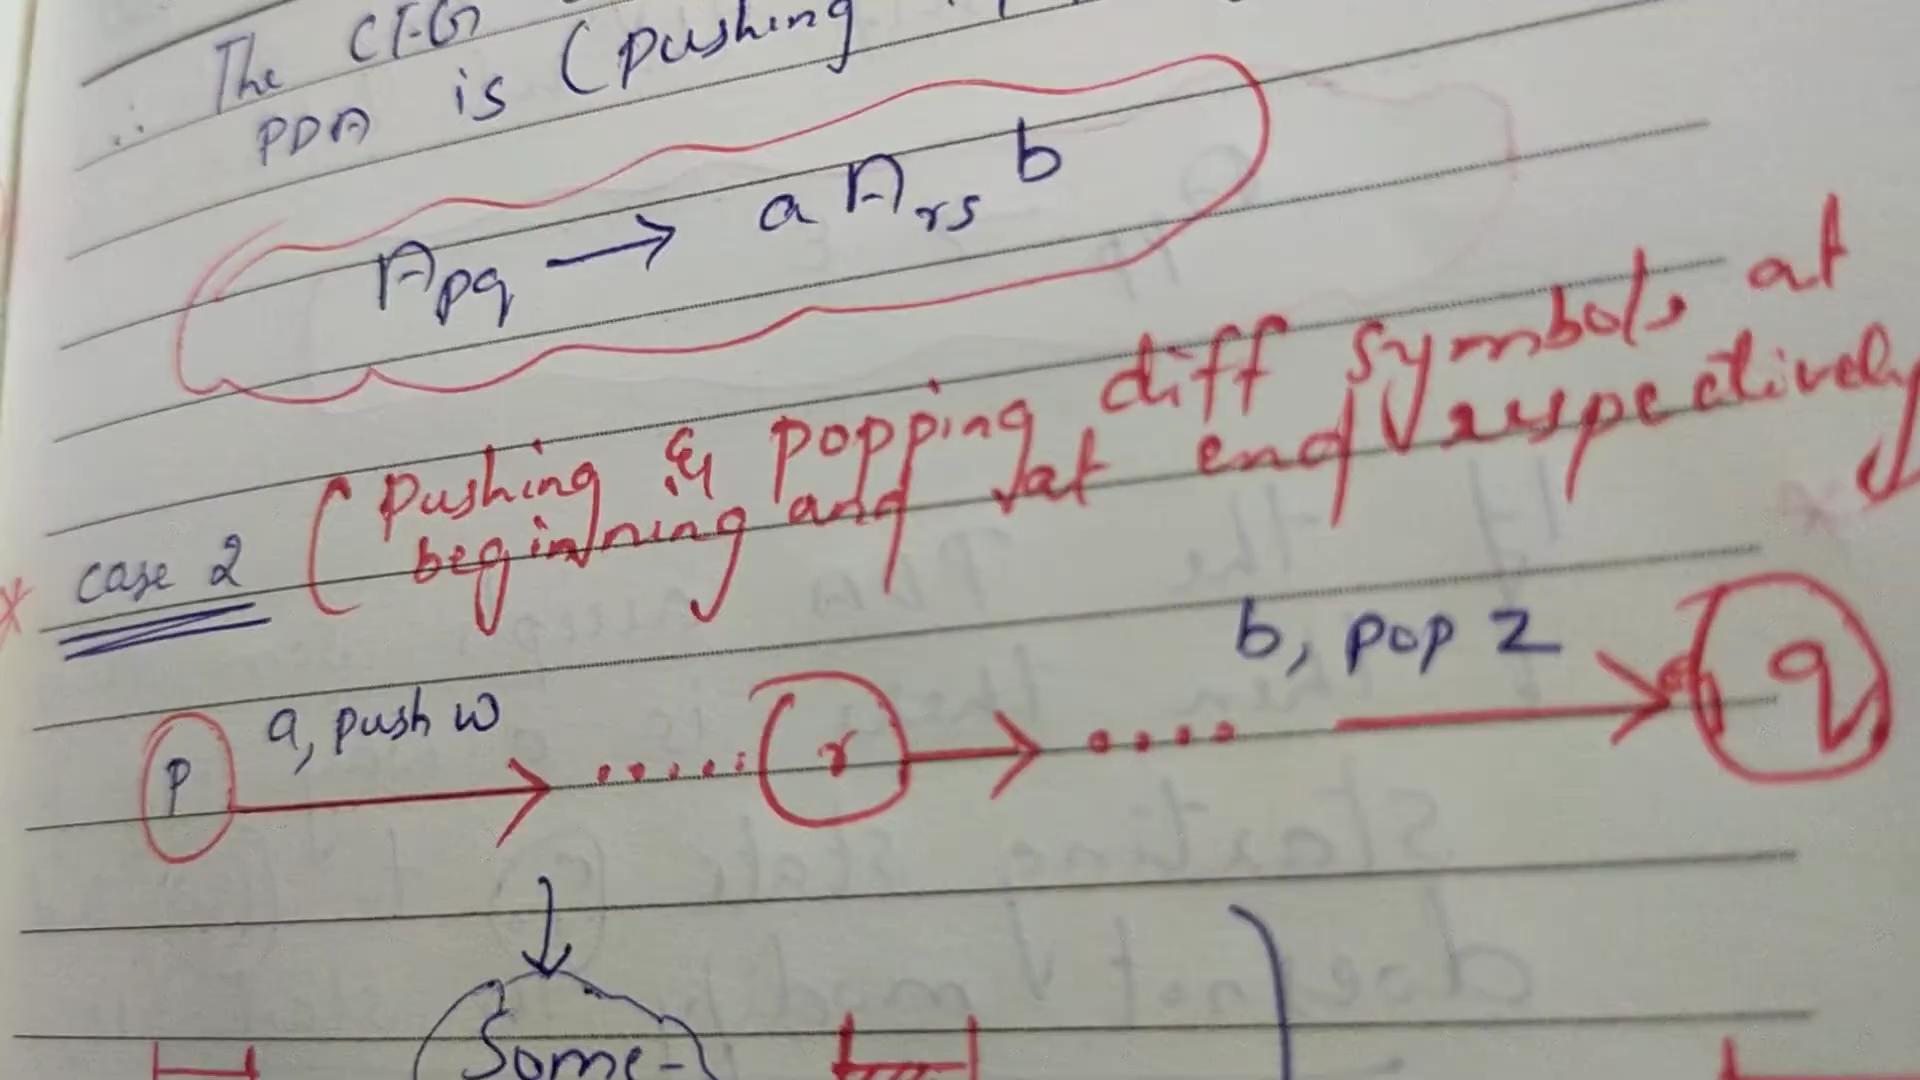 ∴ The CFG
PDA is (pushing
Apq → a Ars b
case 2 (Pushing & popping diff symbols at
beginning and at end respectively)
a, push w
b, pop z
p
r
q
Some-